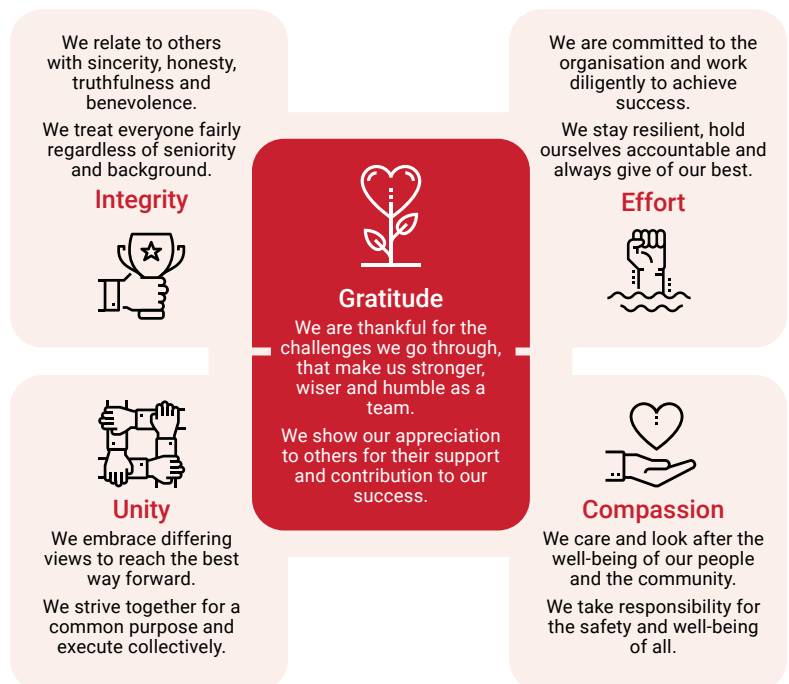 We relate to others
with sincerity, honesty,
truthfulness and
benevolence.
We treat everyone fairly
regardless of seniority
and background.
Integrity
We are committed to the
organisation and work
diligently to achieve
success.
We stay resilient, hold
ourselves accountable and
always give of our best.
Effort
Gratitude
We are thankful for the
challenges we go through,
that make us stronger,
wiser and humble as a
team.
We show our appreciation
to others for their support
and contribution to our
success.
Unity
We embrace differing
views to reach the best
way forward.
We strive together for a
common purpose and
execute collectively.
Compassion
We care and look after the
well-being of our people
and the community.
We take responsibility for
the safety and well-being
of all.